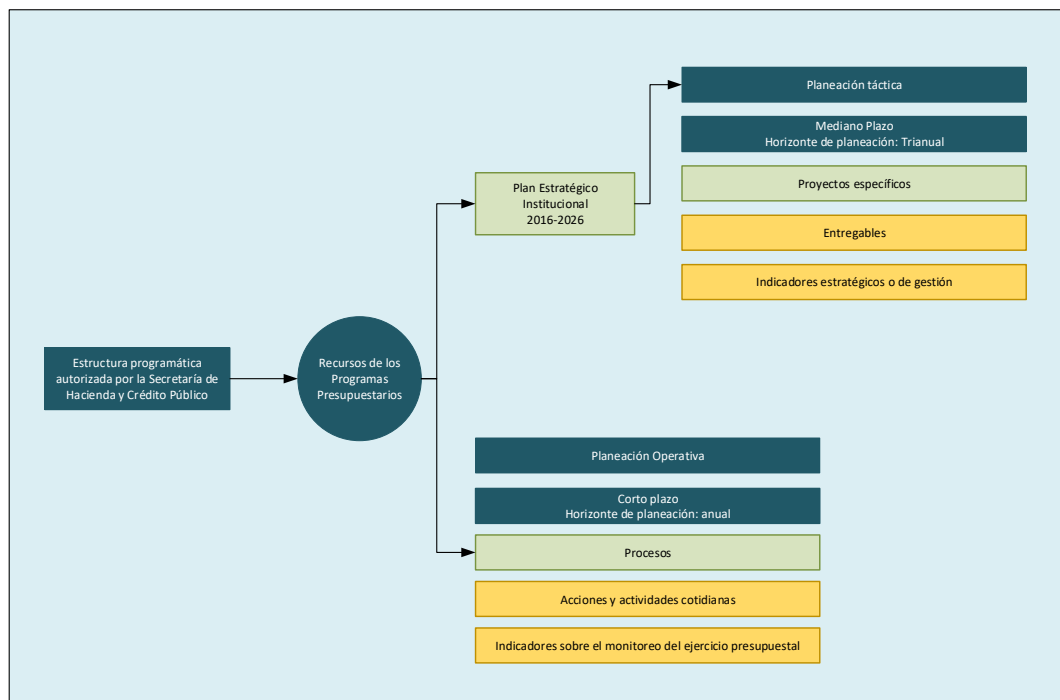 Estructura programática
autorizada por la Secretaría de
Hacienda y Crédito Público
Recursos de los
Programas
Presupuestarios
Plan Estratégico
Institucional
2016-2026
Planeación táctica
Mediano Plazo
Horizonte de planeación: Trianual
Proyectos específicos
Entregables
Indicadores estratégicos o de gestión
Planeación Operativa
Corto plazo
Horizonte de planeación: anual
Procesos
Acciones y actividades cotidianas
Indicadores sobre el monitoreo del ejercicio presupuestal